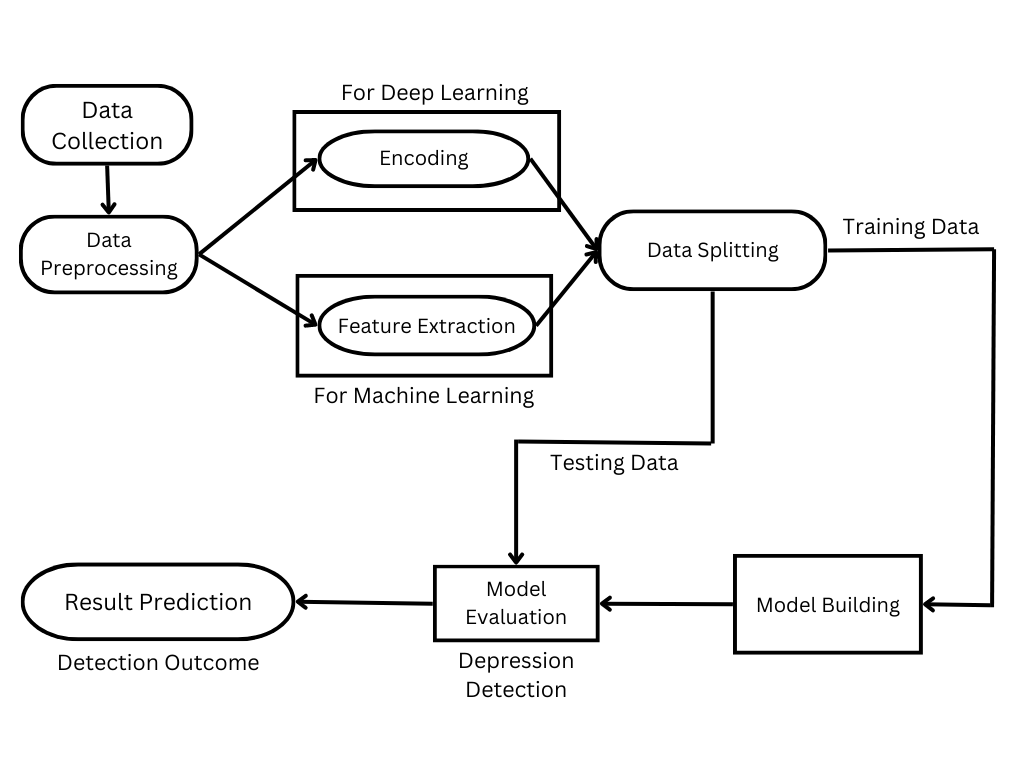 Data
Collection
Data
Preprocessing
For Deep Learning
Encoding
Feature Extraction
For Machine Learning
Data Splitting
Training Data
Testing Data
Model Building
Model
Evaluation
Depression
Detection
Result Prediction
Detection Outcome